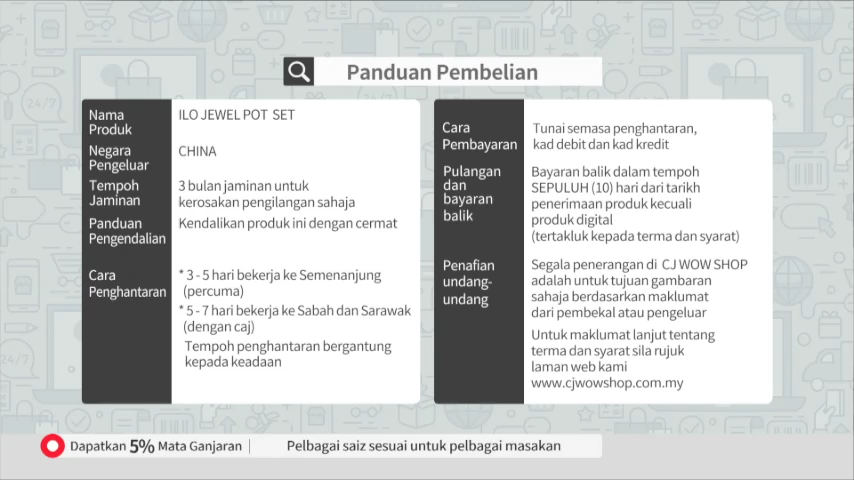 Panduan Pembelian
Nama
Produk
ILO JEWEL POT SET
Negara
Pengeluar
CHINA
Tempoh
Jaminan
3 bulan jaminan untuk
kerosakan pengilangan sahaja
Panduan
Pengendalian
Kendalikan produk ini dengan cermat
Cara
Penghantaran
* 3 - 5 hari bekerja ke Semenanjung
(percuma)
* 5 - 7 hari bekerja ke Sabah dan Sarawak
(dengan caj)
Tempoh penghantaran bergantung
kepada keadaan
Cara
Pembayaran
Tunai semasa penghantaran,
kad debit dan kad kredit
Pulangan
dan
bayaran
balik
Bayaran balik dalam tempoh
SEPULUH (10) hari dari tarikh
penerimaan produk kecuali
produk digital
(tertakluk kepada terma dan syarat)
Penafian
undang-
undang
Segala penerangan di CJ WOW SHOP
adalah untuk tujuan gambaran
sahaja berdasarkan maklumat
dari pembekal atau pengeluar
Untuk maklumat lanjut tentang
terma dan syarat sila rujuk
laman web kami
www.cjwowshop.com.my
Dapatkan 5% Mata Ganjaran | Pelbagai saiz sesuai untuk pelbagai masakan
24/7
24/7